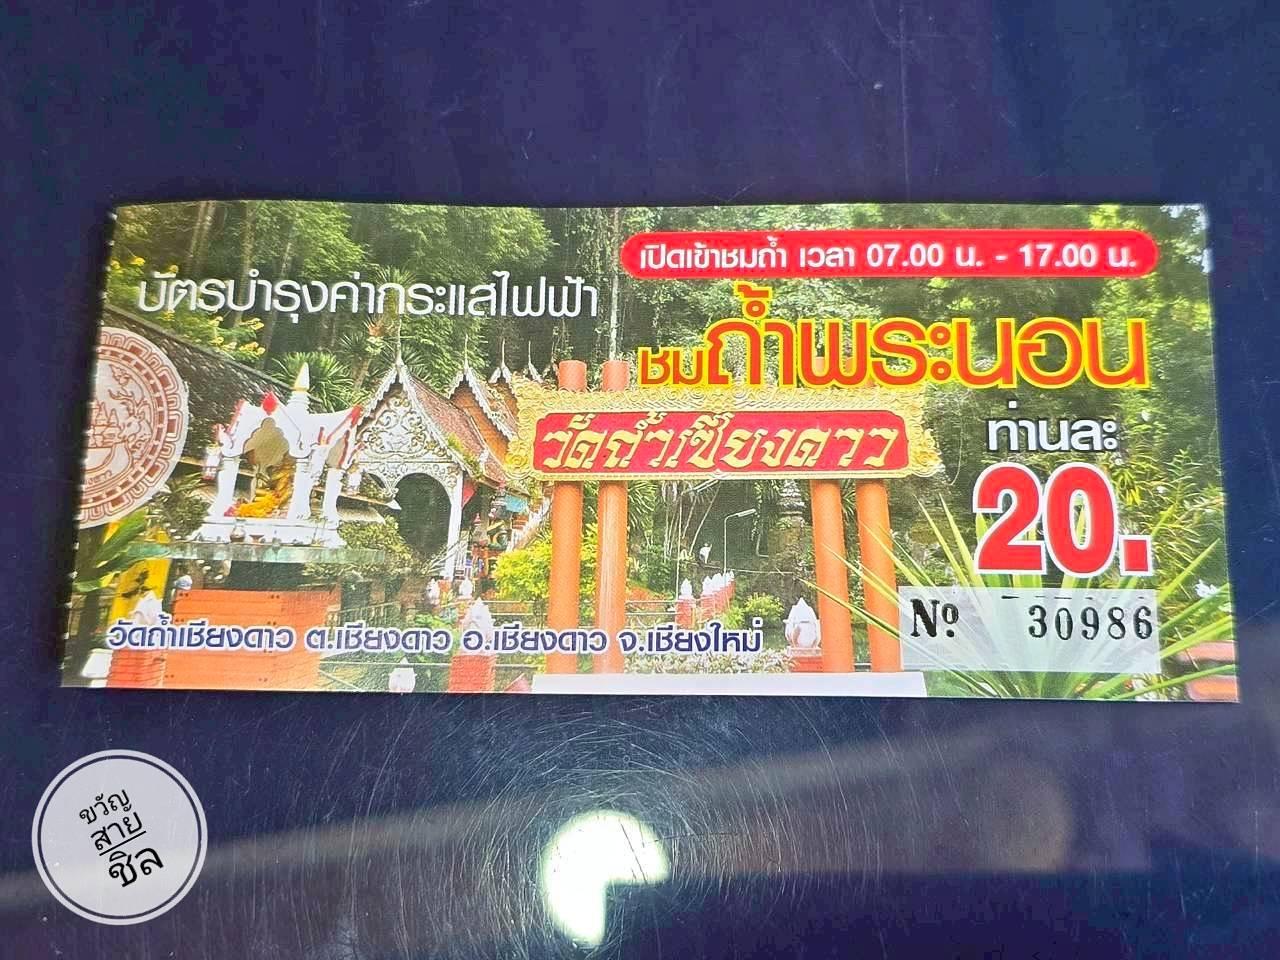 เปิดเข้าชมถ้ำ เวลา 07.00 น. - 17.00 น.
บัตรบำรุงค่ากระแสไฟฟ้า
ชมถ้ำพระนอน
วัดถ้ำเชียงดาว
ท่านละ
20.
Nº 30986
วัดถ้ำเชียงดาว ต.เชียงดาว อ.เชียงดาว จ.เชียงใหม่
ขวัญ
สาย
ชิล